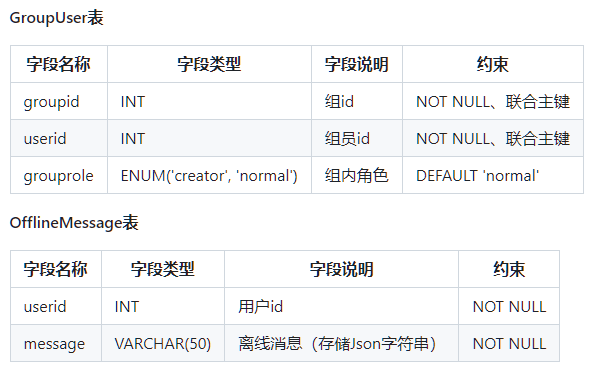 GroupUser表
字段名称 字段类型 字段说明 约束
groupid INT 组id NOT NULL、联合主键
userid INT 组员id NOT NULL、联合主键
grouprole ENUM('creator', 'normal') 组内角色 DEFAULT 'normal'
OfflineMessage表
字段名称 字段类型 字段说明 约束
userid INT 用户id NOT NULL
message VARCHAR(50) 离线消息（存储Json字符串） NOT NULL